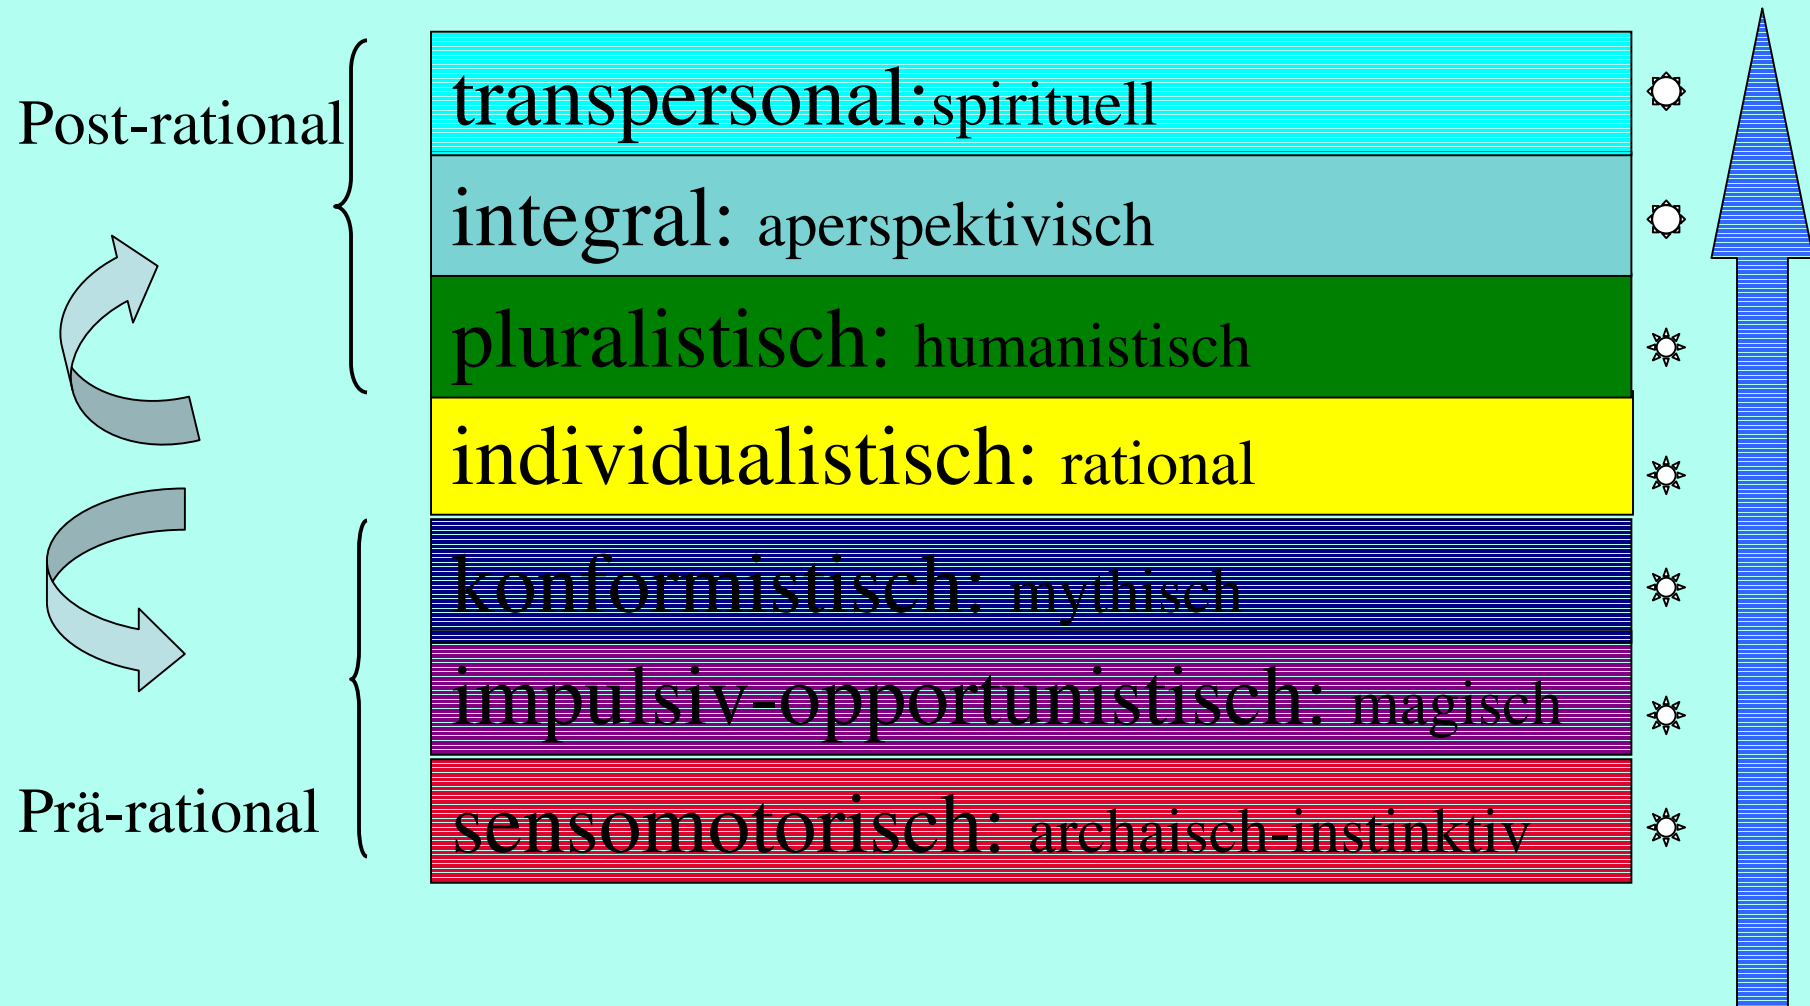 Post-rational
transpersonal:spirituell
integral: aperspektivisch
pluralistisch: humanistisch
individualistisch: rational
konformistisch: mythisch
impulsiv-opportunistisch: magisch
Prä-rational
sensomotorisch: archaisch-instinktiv